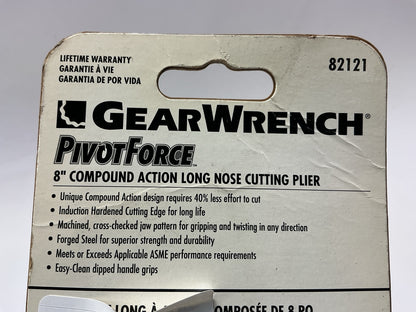 LIFETIME WARRANTY
GARANTIE À VIE
GARANTIA DE POR VIDA
82121
GEARWRENCH®
PIVOTFORCE™
8" COMPOUND ACTION LONG NOSE CUTTING PLIER
• Unique Compound Action design requires 40% less effort to cut
• Induction Hardened Cutting Edge for long life
• Machined, cross-checked jaw pattern for gripping and twisting in any direction
• Forged Steel for superior strength and durability
• Meets or Exceeds Applicable ASME performance requirements
• Easy-Clean dipped handle grips
LONG À COMPOSÉE DE 8 PO